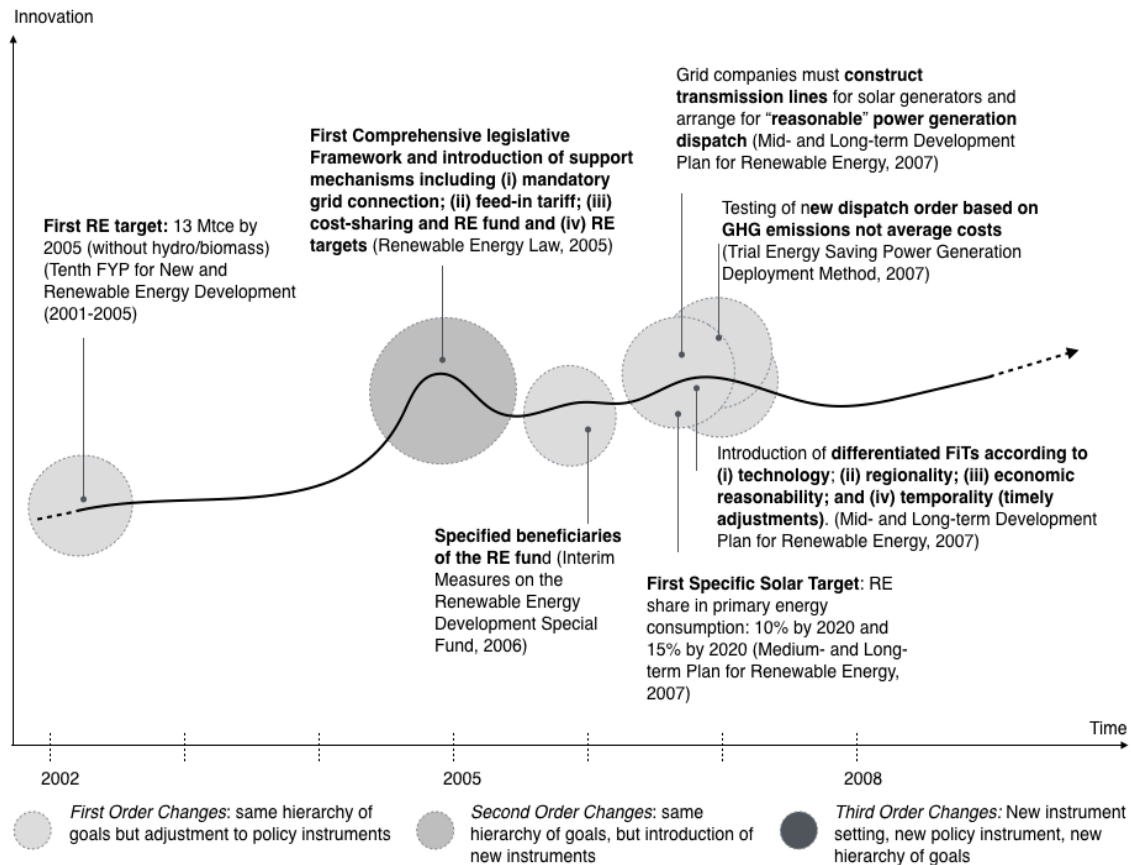 Innovation
Grid companies must construct
transmission lines for solar generators and
arrange for “reasonable” power generation
dispatch (Mid- and Long-term Development
Plan for Renewable Energy, 2007)
First Comprehensive legislative
Framework and introduction of support
mechanisms including (i) mandatory
grid connection; (ii) feed-in tariff; (iii)
cost-sharing and RE fund and (iv) RE
targets (Renewable Energy Law, 2005)
First RE target: 13 Mtce by
2005 (without hydro/biomass)
(Tenth FYP for New and
Renewable Energy Development
(2001-2005)
Testing of new dispatch order based on
GHG emissions not average costs
(Trial Energy Saving Power Generation
Deployment Method, 2007)
Introduction of differentiated FiTs according to
(i) technology; (ii) regionality; (iii) economic
reasonability; and (iv) temporality (timely
adjustments). (Mid- and Long-term Development
Plan for Renewable Energy, 2007)
Specified beneficiaries
of the RE fund (Interim
Measures on the
Renewable Energy
Development Special
Fund, 2006)
First Specific Solar Target: RE
share in primary energy
consumption: 10% by 2020 and
15% by 2020 (Medium- and Long-
term Plan for Renewable Energy,
2007)
Time
2002
2005
2008
First Order Changes: same hierarchy of
goals but adjustment to policy instruments
Second Order Changes: same
hierarchy of goals, but introduction of
new instruments
Third Order Changes: New instrument
setting, new policy instrument, new
hierarchy of goals